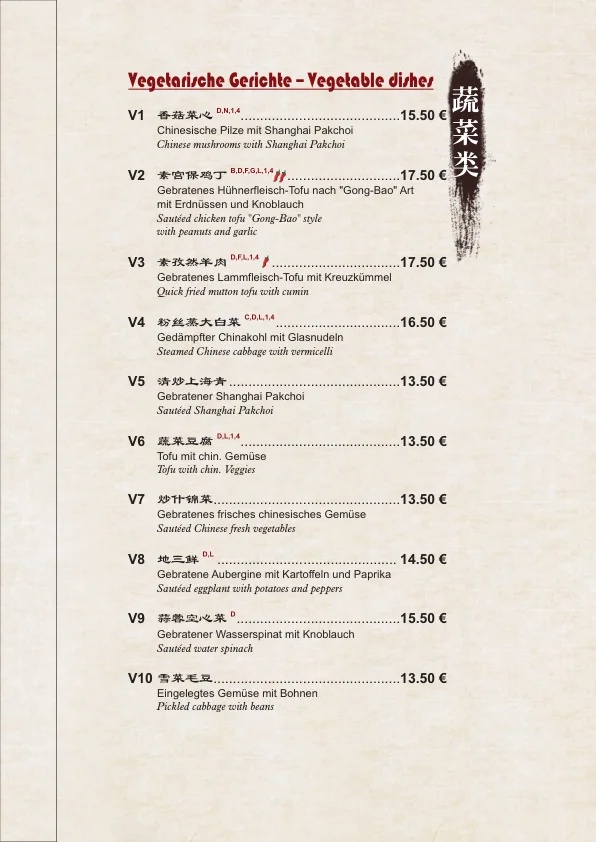 Vegetarische Gerichte – Vegetable dishes
蔬菜类
V1 香菇菜心 D,N,1,4........................................15.50 €
Chinesische Pilze mit Shanghai Pakchoi
Chinese mushrooms with Shanghai Pakchoi
V2 素宫保鸡丁 B,D,F,G,L,1,4............................17.50 €
Gebratenes Hühnerfleisch-Tofu nach "Gong-Bao" Art
mit Erdnüssen und Knoblauch
Sautéed chicken tofu "Gong-Bao" style
with peanuts and garlic
V3 素孜然羊肉 D,F,L,1,4 ................................17.50 €
Gebratenes Lammfleisch-Tofu mit Kreuzkümmel
Quick fried mutton tofu with cumin
V4 粉丝蒸大白菜 C,D,L,1,4 ...............................16.50 €
Gedämpfter Chinakohl mit Glasnudeln
Steamed Chinese cabbage with vermicelli
V5 清炒上海青 ...........................................13.50 €
Gebratener Shanghai Pakchoi
Sautéed Shanghai Pakchoi
V6 蔬菜豆腐 D,L,1,4........................................13.50 €
Tofu mit chin. Gemüse
Tofu with chin. Veggies
V7 炒什锦菜...............................................13.50 €
Gebratenes frisches chinesisches Gemüse
Sautéed Chinese fresh vegetables
V8 地三鲜 D,L ............................................. 14.50 €
Gebratene Aubergine mit Kartoffeln und Paprika
Sautéed eggplant with potatoes and peppers
V9 蒜蓉空心菜 D.........................................15.50 €
Gebratener Wasserspinat mit Knoblauch
Sautéed water spinach
V10 雪菜毛豆...............................................13.50 €
Eingelegtes Gemüse mit Bohnen
Pickled cabbage with beans